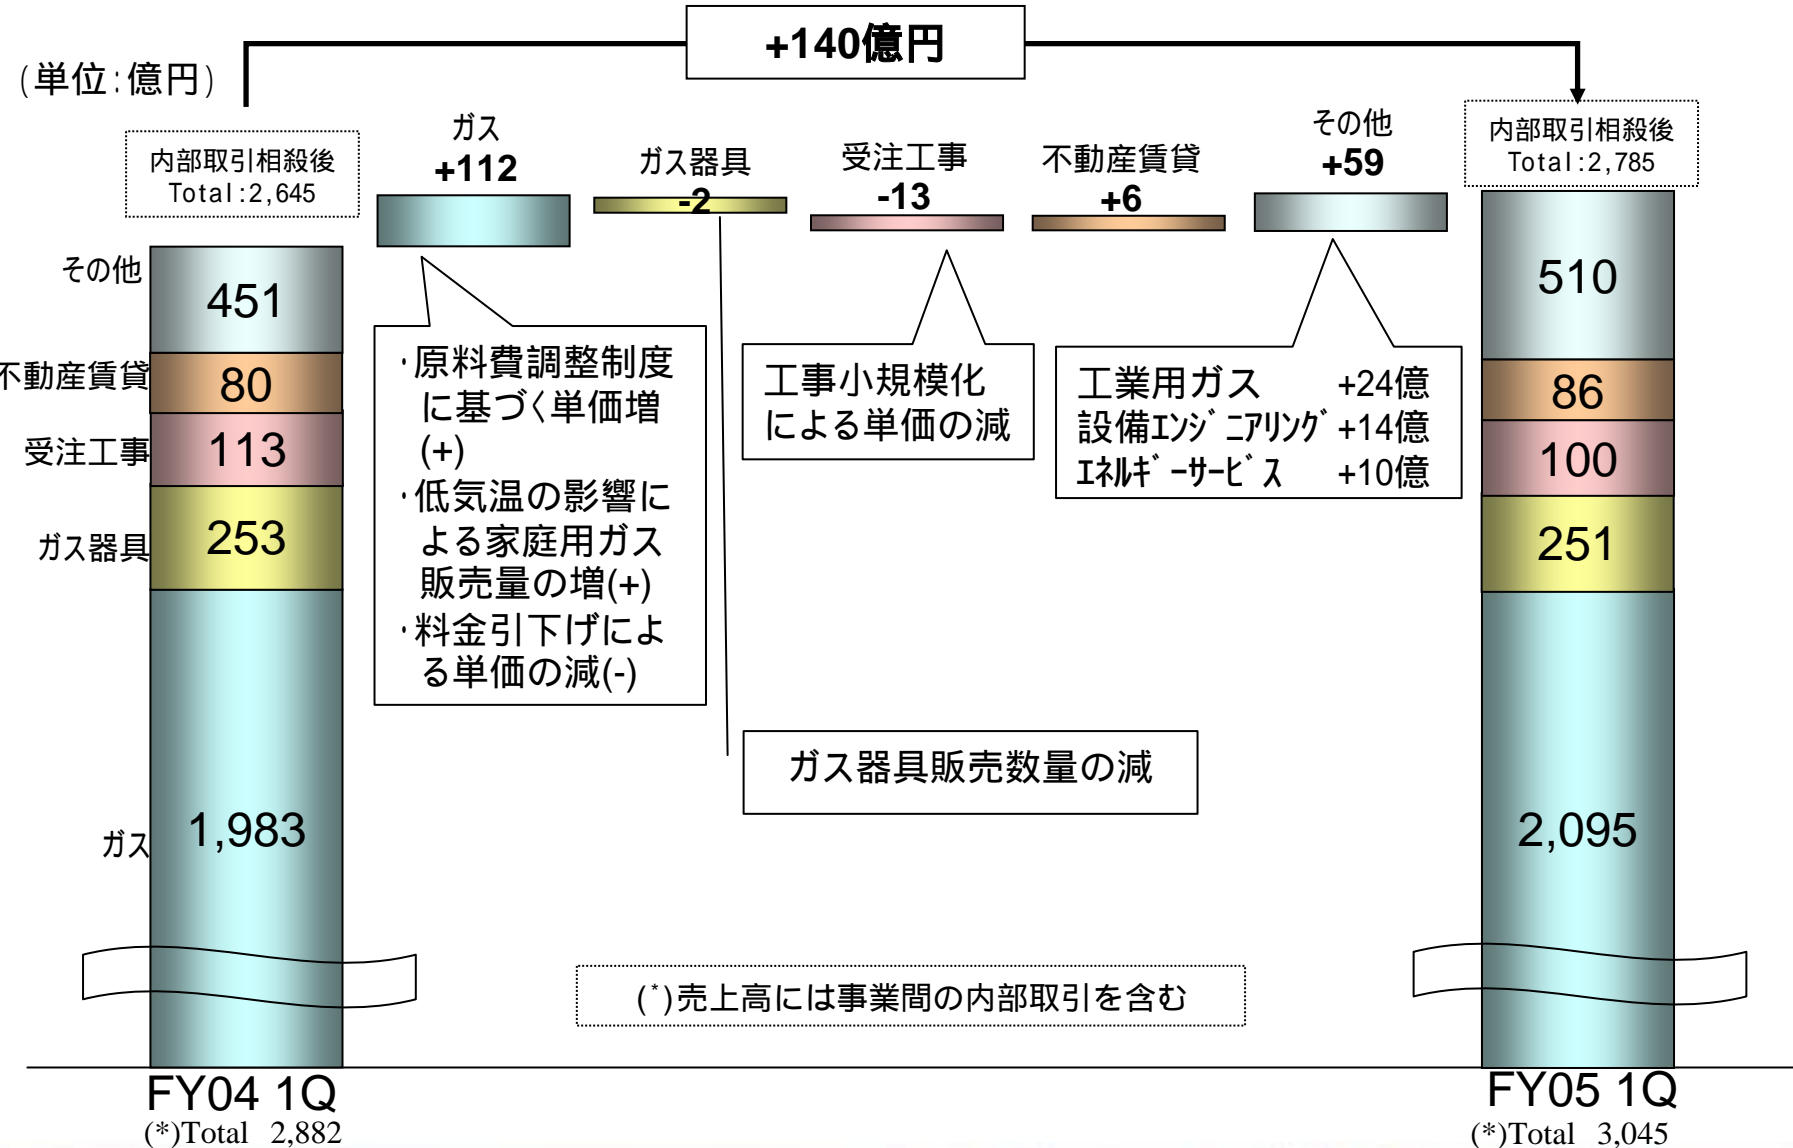 +140億円
(単位:億円)
内部取引相殺後
Total:2,645
ガス
+112
ガス器具
-2
受注工事
-13
不動産賃貸
+6
その他
+59
内部取引相殺後
Total:2,785
その他
451
不動産賃貸
80
受注工事
113
ガス器具
253
ガス
1,983
・原料費調整制度
に基づく単価増
(+)
・低気温の影響に
よる家庭用ガス
販売量の増(+)
・料金引下げによ
る単価の減(-)
工事小規模化
による単価の減
工業用ガス +24億
設備ｴﾝｼﾞﾆｱﾘﾝｸﾞ +14億
ｴﾈﾙｷﾞｰｻｰﾋﾞｽ +10億
ガス器具販売数量の減
510
86
100
251
2,095
(*)売上高には事業間の内部取引を含む
FY04 1Q
(*)Total 2,882
FY05 1Q
(*)Total 3,045